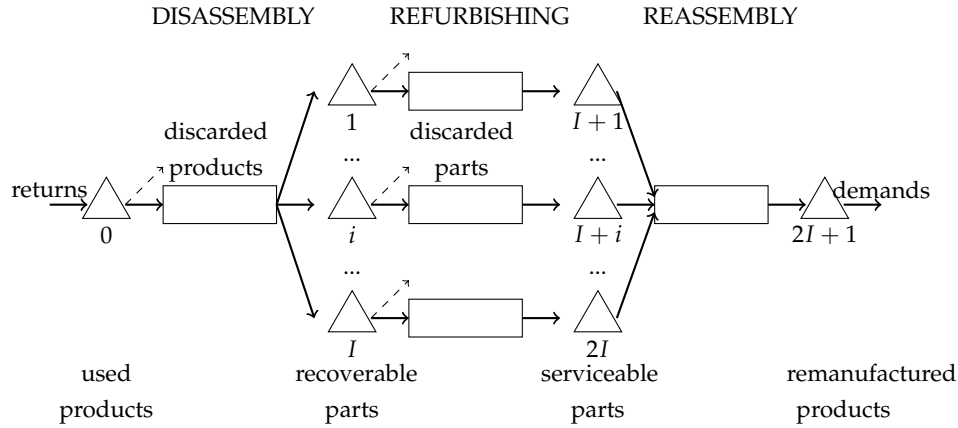 DISASSEMBLY REFURBISHING REASSEMBLY
1
I + 1
discarded
products
discarded
parts
...
...
returns
demands
0
i
I + i
2I + 1
...
...
I
2I
used
products
recoverable
parts
serviceable
parts
remanufactured
products